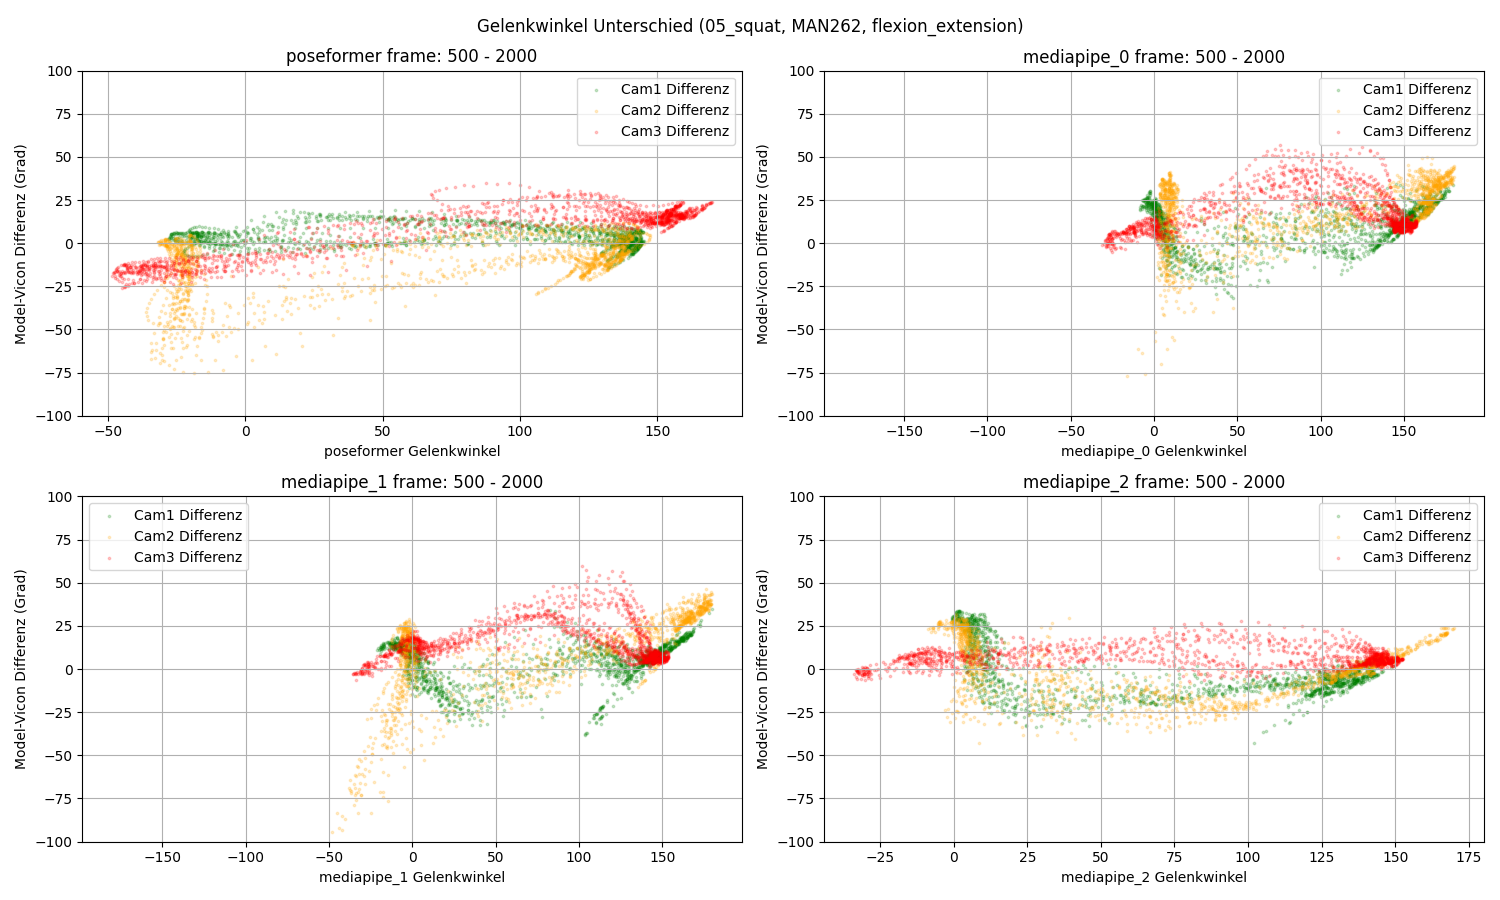 Gelenkwinkel Unterschied (05_squat, MAN262, flexion_extension)
poseformer frame: 500 - 2000
Model-Vicon Differenz (Grad)
100
75
50
25
0
−25
−50
−75
−100
Cam1 Differenz
Cam2 Differenz
Cam3 Differenz
−50
0
50
100
150
poseformer Gelenkwinkel
mediapipe_0 frame: 500 - 2000
Model-Vicon Differenz (Grad)
100
75
50
25
0
−25
−50
−75
−100
Cam1 Differenz
Cam2 Differenz
Cam3 Differenz
−150
−100
−50
0
50
100
150
mediapipe_0 Gelenkwinkel
mediapipe_1 frame: 500 - 2000
Model-Vicon Differenz (Grad)
100
75
50
25
0
−25
−50
−75
−100
Cam1 Differenz
Cam2 Differenz
Cam3 Differenz
−150
−100
−50
0
50
100
150
mediapipe_1 Gelenkwinkel
mediapipe_2 frame: 500 - 2000
Model-Vicon Differenz (Grad)
100
75
50
25
0
−25
−50
−75
−100
Cam1 Differenz
Cam2 Differenz
Cam3 Differenz
−25
0
25
50
75
100
125
150
175
mediapipe_2 Gelenkwinkel